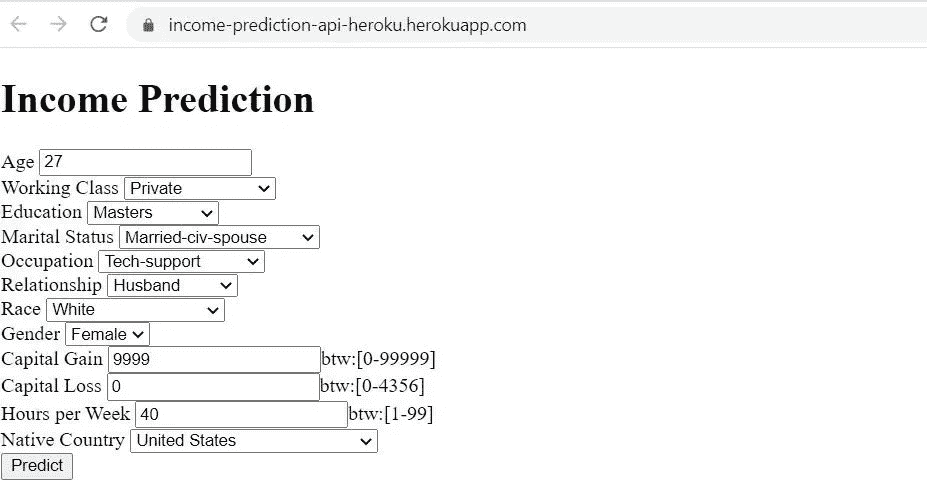 income-prediction-api-heroku.herokuapp.com
Income Prediction
Age 27
Working Class Private
Education Masters
Marital Status Married-civ-spouse
Occupation Tech-support
Relationship Husband
Race White
Gender Female
Capital Gain 9999 btw:[0-99999]
Capital Loss 0 btw:[0-4356]
Hours per Week 40 btw:[1-99]
Native Country United States
Predict